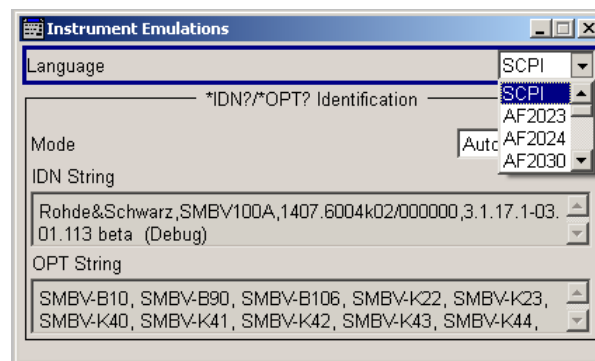 Instrument Emulations
Language
SCPI
SCPI
AF2023
AF2024
AF2030
*IDN?/*OPT? Identification
Mode
Auto
IDN String
Rohde&Schwarz,SMBV100A,1407.6004k02/000000,3.1.17.1-03.
01.113 beta (Debug)
OPT String
SMBV-B10, SMBV-B90, SMBV-B106, SMBV-K22, SMBV-K23,
SMBV-K40, SMBV-K41, SMBV-K42, SMBV-K43, SMBV-K44,